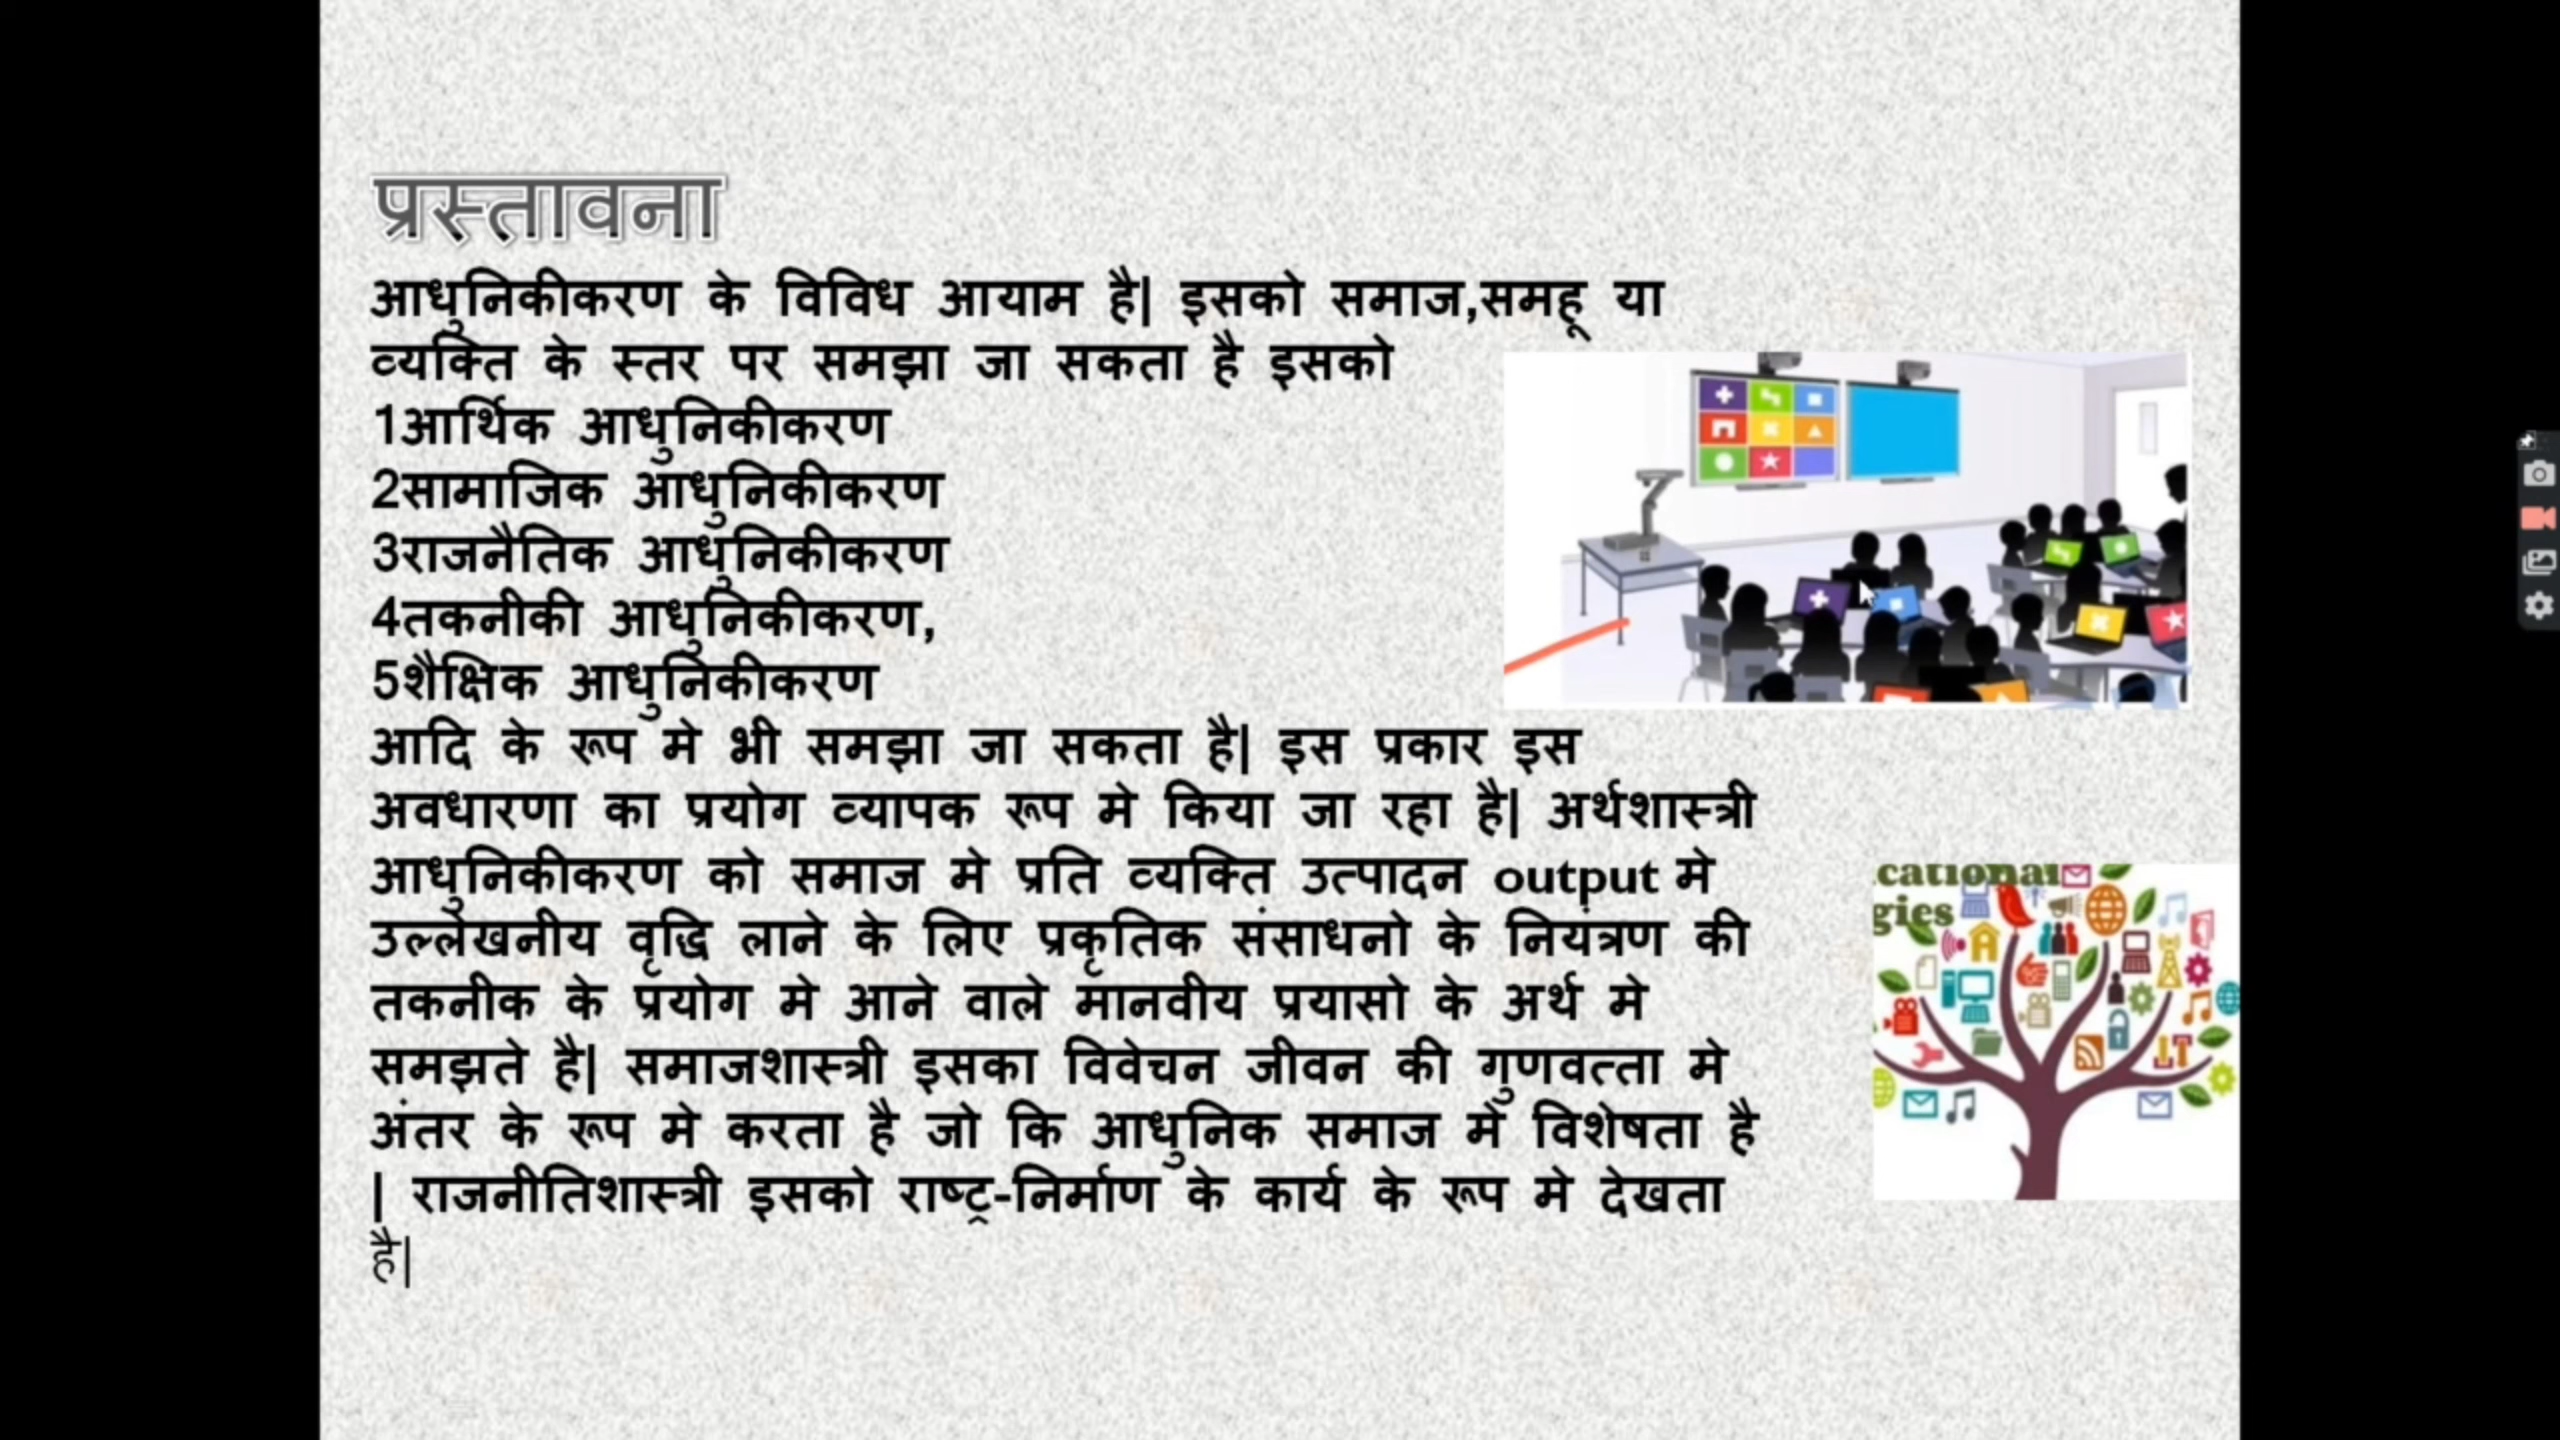 प्रस्तावना
आधुनिकीकरण के विविध आयाम है| इसको समाज,समहू या
व्यक्ति के स्तर पर समझा जा सकता है इसको
1आर्थिक आधुनिकीकरण
2सामाजिक आधुनिकीकरण
3राजनैतिक आधुनिकीकरण
4तकनीकी आधुनिकीकरण,
5शैक्षिक आधुनिकीकरण
आदि के रूप मे भी समझा जा सकता है| इस प्रकार इस
अवधारणा का प्रयोग व्यापक रूप मे किया जा रहा है| अर्थशास्त्री
आधुनिकीकरण को समाज मे प्रति व्यक्ति उत्पादन output मे
उल्लेखनीय वृद्धि लाने के लिए प्रकृतिक संसाधनो के नियंत्रण की
तकनीक के प्रयोग मे आने वाले मानवीय प्रयासो के अर्थ मे
समझते है| समाजशास्त्री इसका विवेचन जीवन की गुणवत्ता मे
अंतर के रूप मे करता है जो कि आधुनिक समाज मे विशेषता है
| राजनीतिशास्त्री इसको राष्ट्र-निर्माण के कार्य के रूप मे देखता
है|
cational
gies